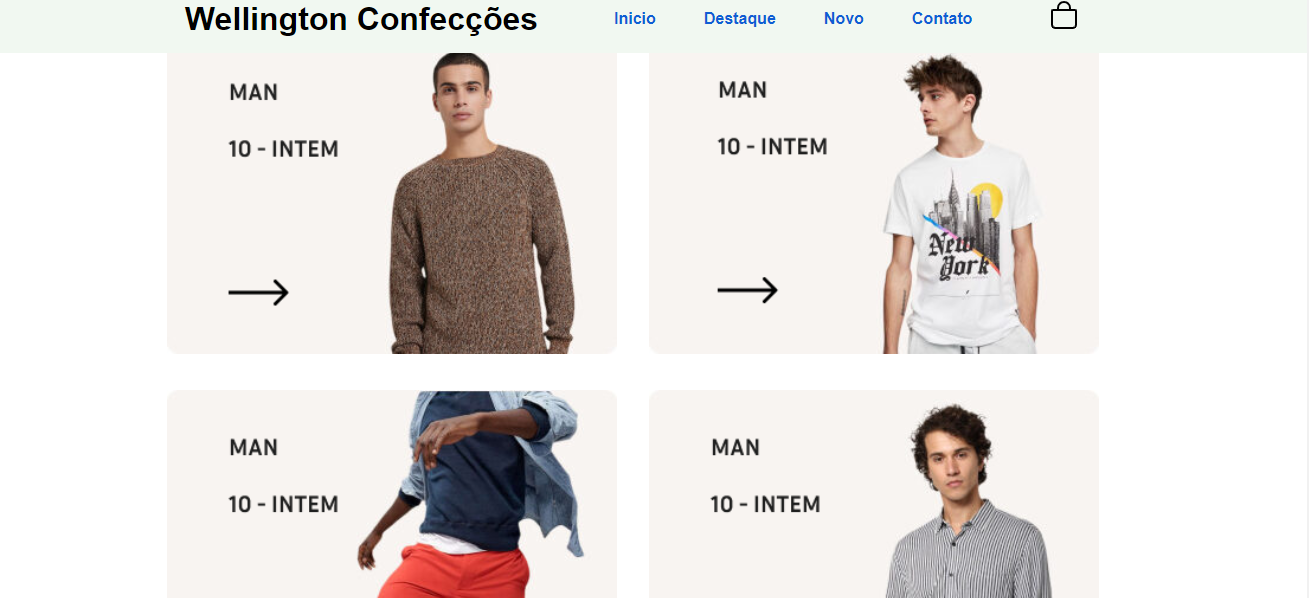 Wellington Confecções
Inicio Destaque Novo Contato
MAN
10 - INTEM
MAN
10 - INTEM
New
York
MAN
10 - INTEM
MAN
10 - INTEM